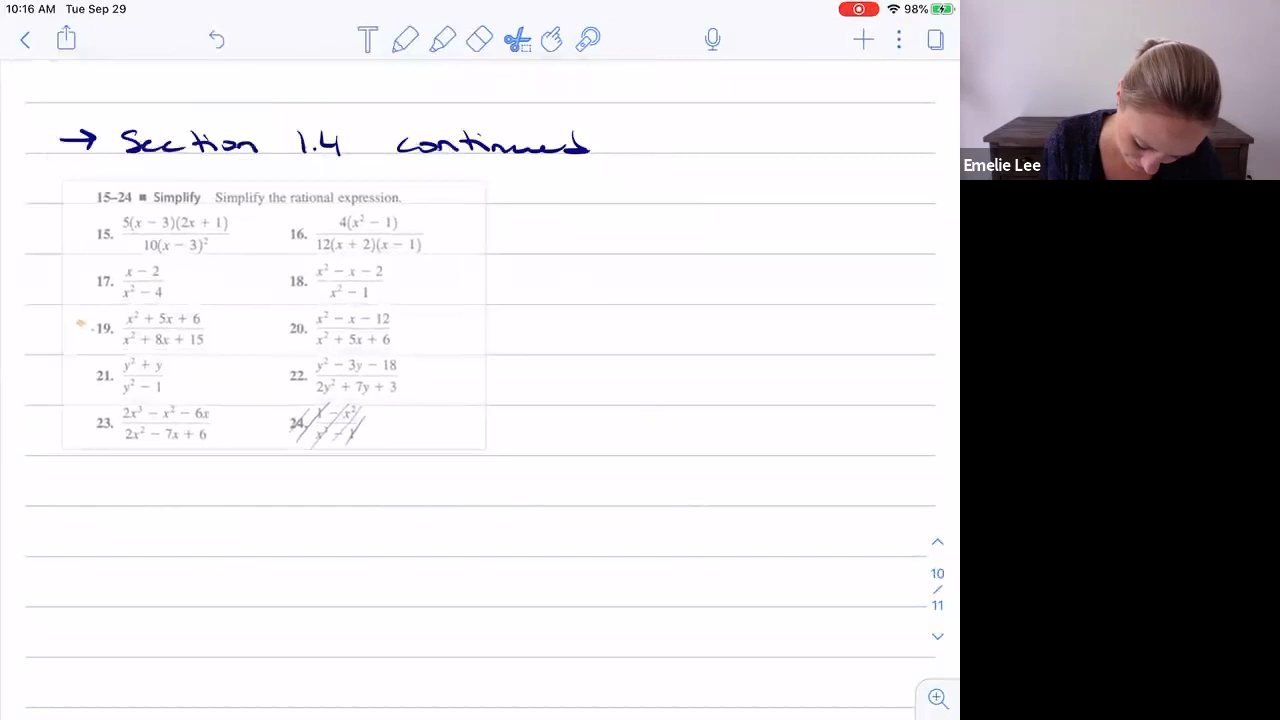 10:16 AM Tue Sep 29
98%
→ Section 1.4 continued
15–24 ■ Simplify Simplify the rational expression.
15. 5(x − 3)(2x + 1) / 10(x − 3)² 16. 4(x² − 1) / 12(x + 2)(x − 1)
17. x − 2 / x² − 4 18. x² − x − 2 / x² − 1
19. x² + 5x + 6 / x² + 8x + 15 20. x² − x − 12 / x² + 5x + 6
21. y² + y / y² − 1 22. y² − 3y − 18 / 2y² + 7y + 3
23. 2x³ − x² − 6x / 2x² − 7x + 6 24.
10
/
11
Emelie Lee